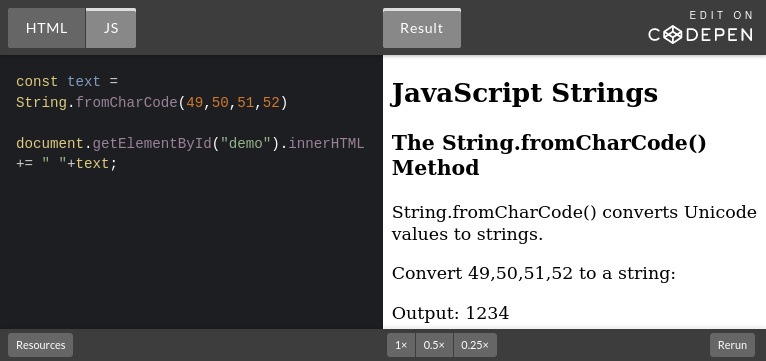 HTML
JS
Result
EDIT ON
CODEPEN
const text =
String.fromCharCode(49,50,51,52)
document.getElementById("demo").innerHTML
+= " "+text;
JavaScript Strings
The String.fromCharCode()
Method
String.fromCharCode() converts Unicode
values to strings.
Convert 49,50,51,52 to a string:
Output: 1234
Resources
1×
0.5×
0.25×
Rerun